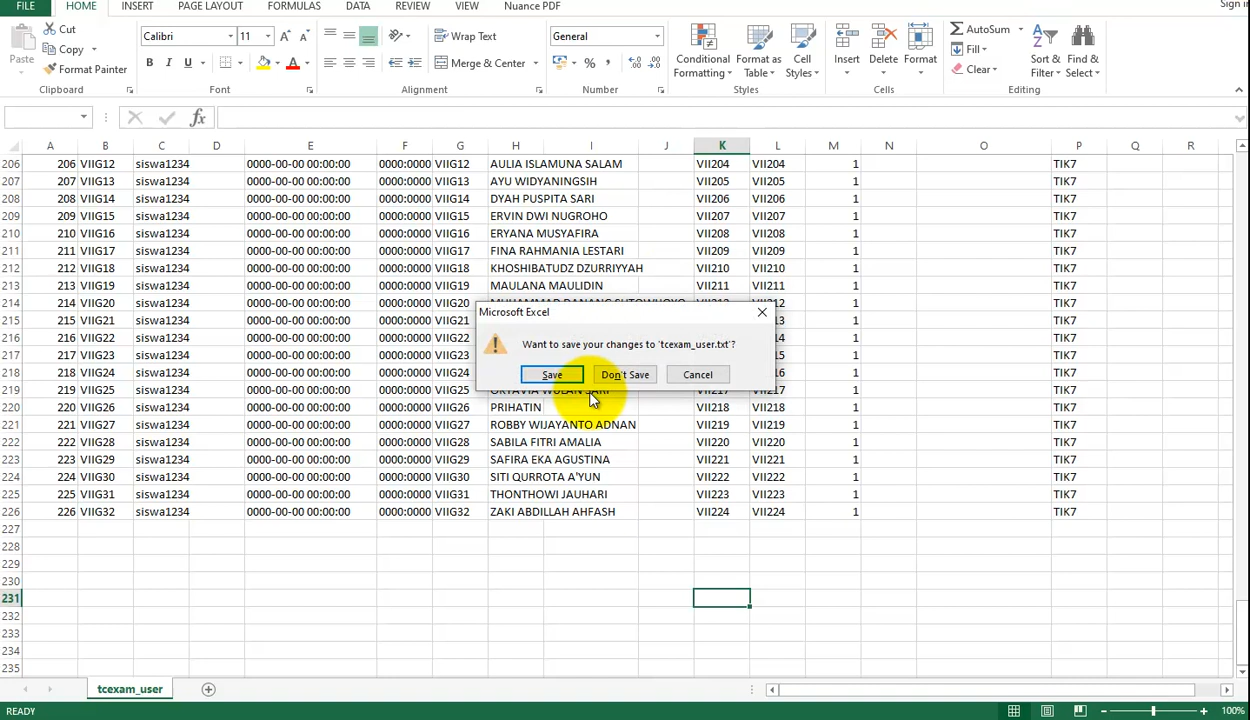 FILE HOME INSERT PAGE LAYOUT FORMULAS DATA REVIEW VIEW Nuance PDF Sign
Cut
Copy
Format Painter
Paste
Clipboard
Calibri 11
B I U
Font
Wrap Text
Merge & Center
Alignment
General
%
Number
Conditional Formatting
Format as Table
Cell Styles
Styles
Insert Delete Format
Cells
AutoSum
Fill
Clear
Sort & Filter
Find & Select
Editing
fx
A B C D E F G H I J K L M N O P Q R
206 206 VIIG12 siswa1234 0000-00-00 00:00:00 0000:0000 VIIG12 AULIA ISLAMUNA SALAM VII204 VII204 1 TIK7
207 207 VIIG13 siswa1234 0000-00-00 00:00:00 0000:0000 VIIG13 AYU WIDYANINGSIH VII205 VII205 1 TIK7
208 208 VIIG14 siswa1234 0000-00-00 00:00:00 0000:0000 VIIG14 DYAH PUSPITA SARI VII206 VII206 1 TIK7
209 209 VIIG15 siswa1234 0000-00-00 00:00:00 0000:0000 VIIG15 ERVIN DWI NUGROHO VII207 VII207 1 TIK7
210 210 VIIG16 siswa1234 0000-00-00 00:00:00 0000:0000 VIIG16 ERYANA MUSYAFIRA VII208 VII208 1 TIK7
211 211 VIIG17 siswa1234 0000-00-00 00:00:00 0000:0000 VIIG17 FINA RAHMANIA LESTARI VII209 VII209 1 TIK7
212 212 VIIG18 siswa1234 0000-00-00 00:00:00 0000:0000 VIIG18 KHOSHIBATUDZ DZURRIYYAH VII210 VII210 1 TIK7
213 213 VIIG19 siswa1234 0000-00-00 00:00:00 0000:0000 VIIG19 MAULANA MAULIDIN VII211 VII211 1 TIK7
214 214 VIIG20 siswa1234 0000-00-00 00:00:00 0000:0000 VIIG20 1 TIK7
215 215 VIIG21 siswa1234 0000-00-00 00:00:00 0000:0000 VIIG21 1 TIK7
216 216 VIIG22 siswa1234 0000-00-00 00:00:00 0000:0000 VIIG22 1 TIK7
217 217 VIIG23 siswa1234 0000-00-00 00:00:00 0000:0000 VIIG23 1 TIK7
218 218 VIIG24 siswa1234 0000-00-00 00:00:00 0000:0000 VIIG24 1 TIK7
219 219 VIIG25 siswa1234 0000-00-00 00:00:00 0000:0000 VIIG25 OKTAVIA WULAN SARI VII217 VII217 1 TIK7
220 220 VIIG26 siswa1234 0000-00-00 00:00:00 0000:0000 VIIG26 PRIHATIN VII218 VII218 1 TIK7
221 221 VIIG27 siswa1234 0000-00-00 00:00:00 0000:0000 VIIG27 ROBBY WIJAYANTO ADNAN VII219 VII219 1 TIK7
222 222 VIIG28 siswa1234 0000-00-00 00:00:00 0000:0000 VIIG28 SABILA FITRI AMALIA VII220 VII220 1 TIK7
223 223 VIIG29 siswa1234 0000-00-00 00:00:00 0000:0000 VIIG29 SAFIRA EKA AGUSTINA VII221 VII221 1 TIK7
224 224 VIIG30 siswa1234 0000-00-00 00:00:00 0000:0000 VIIG30 SITI QURROTA A'YUN VII222 VII222 1 TIK7
225 225 VIIG31 siswa1234 0000-00-00 00:00:00 0000:0000 VIIG31 THONTHOWI JAUHARI VII223 VII223 1 TIK7
226 226 VIIG32 siswa1234 0000-00-00 00:00:00 0000:0000 VIIG32 ZAKI ABDILLAH AHFASH VII224 VII224 1 TIK7
227
228
229
230
231
232
233
234
235
Microsoft Excel
Want to save your changes to 'tcexam_user.txt'?
Save Don't Save Cancel
tcexam_user
READY 100%